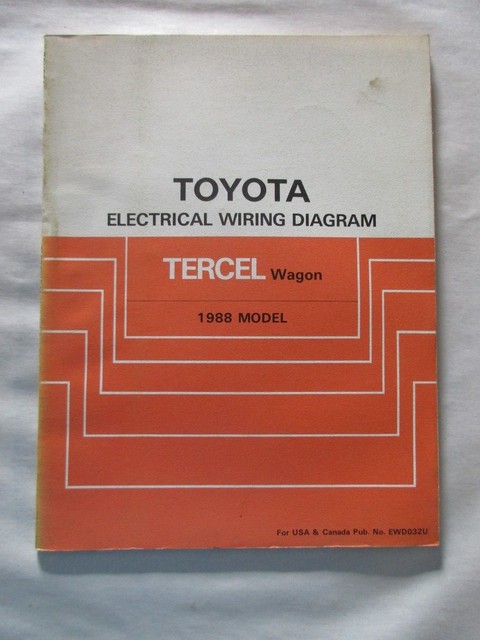 TOYOTA
ELECTRICAL WIRING DIAGRAM
TERCEL Wagon
1988 MODEL
For USA & Canada Pub. No. EWD032U